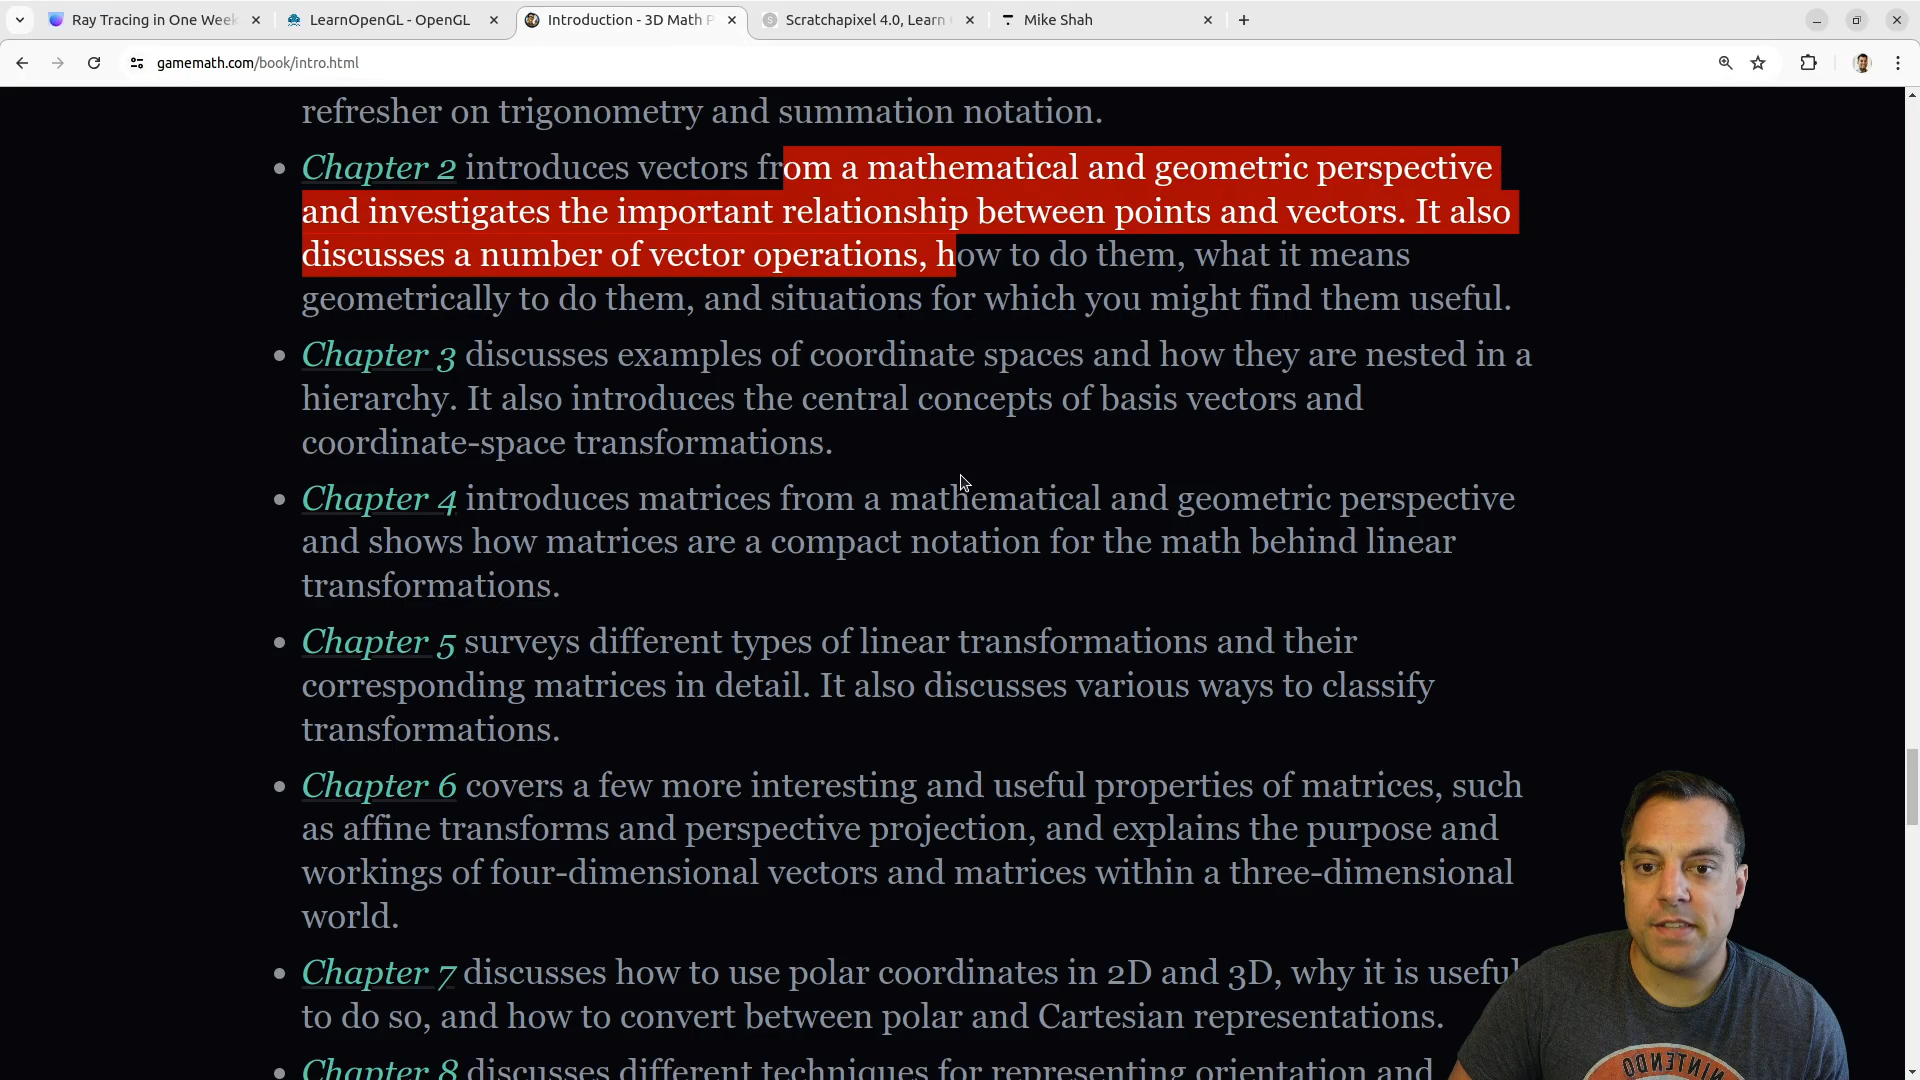 Ray Tracing in One Week
LearnOpenGL - OpenGL
Introduction - 3D Math P
Scratchapixel 4.0, Learn
Mike Shah
gamemath.com/book/intro.html
refresher on trigonometry and summation notation.
• Chapter 2 introduces vectors from a mathematical and geometric perspective
and investigates the important relationship between points and vectors. It also
discusses a number of vector operations, how to do them, what it means
geometrically to do them, and situations for which you might find them useful.
• Chapter 3 discusses examples of coordinate spaces and how they are nested in a
hierarchy. It also introduces the central concepts of basis vectors and
coordinate-space transformations.
• Chapter 4 introduces matrices from a mathematical and geometric perspective
and shows how matrices are a compact notation for the math behind linear
transformations.
• Chapter 5 surveys different types of linear transformations and their
corresponding matrices in detail. It also discusses various ways to classify
transformations.
• Chapter 6 covers a few more interesting and useful properties of matrices, such
as affine transforms and perspective projection, and explains the purpose and
workings of four-dimensional vectors and matrices within a three-dimensional
world.
• Chapter 7 discusses how to use polar coordinates in 2D and 3D, why it is useful
to do so, and how to convert between polar and Cartesian representations.
• Chapter 8 discusses different techniques for representing orientation and
NINTENDO